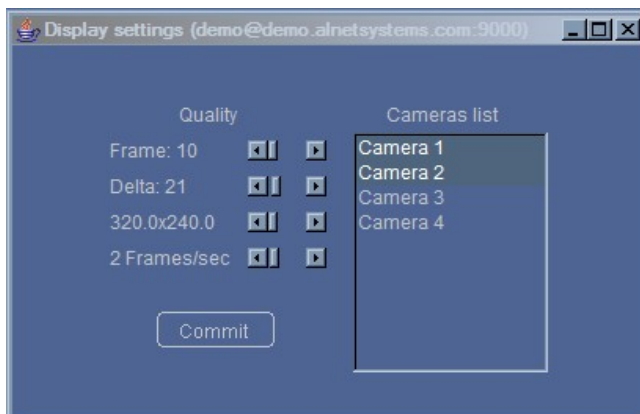 Display settings (demo@demo.alnetsystems.com:9000)
Quality
Frame: 10
Delta: 21
320.0x240.0
2 Frames/sec
Commit
Cameras list
Camera 1
Camera 2
Camera 3
Camera 4